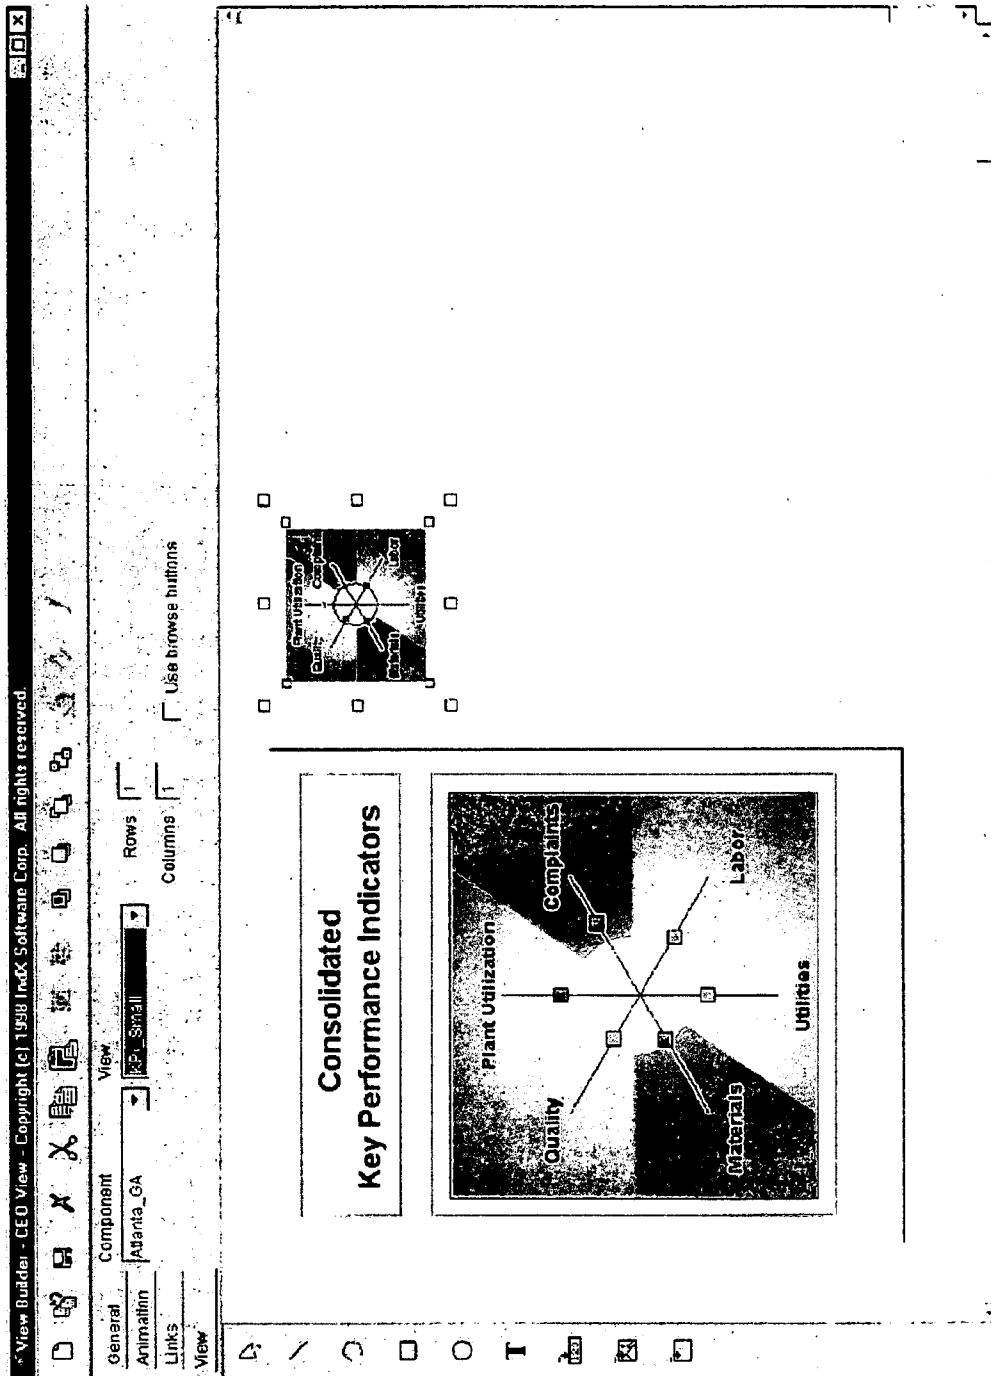 View Builder - CEO View - Copyright (c) 1998 IndX Software Corp. All rights reserved.
General
Animation
Links
View
Component
Atlanta_GA
View
KPI_Small
Rows 1
Columns 1
Use browse buttons
Consolidated
Key Performance Indicators
Plant Utilization
Quality
Complaints
Materials
Labor
Utilities
Plant Utilization
Quality
Complaints
Materials
Labor
Utilities
T
123